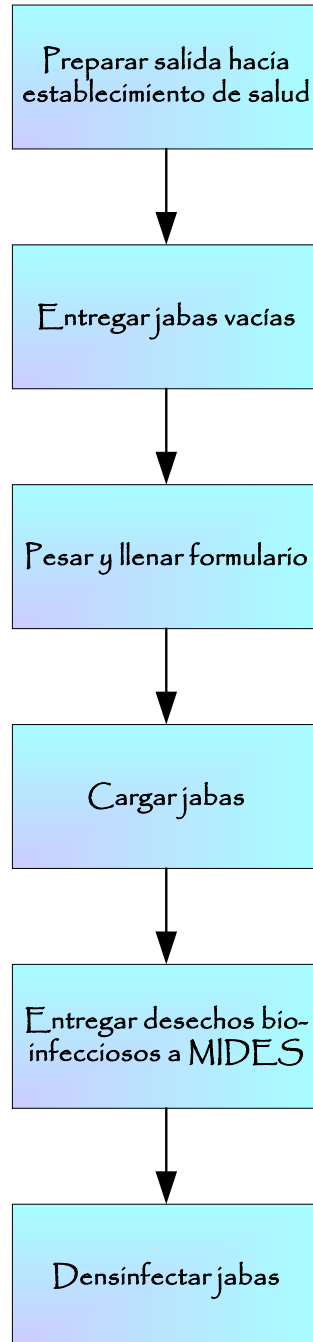 Preparar salida hacia
establecimiento de salud
Entregar jabas vacías
Pesar y llenar formulario
Cargar jabas
Entregar desechos bio-
infecciosos a MIDES
Densinfectar jabas